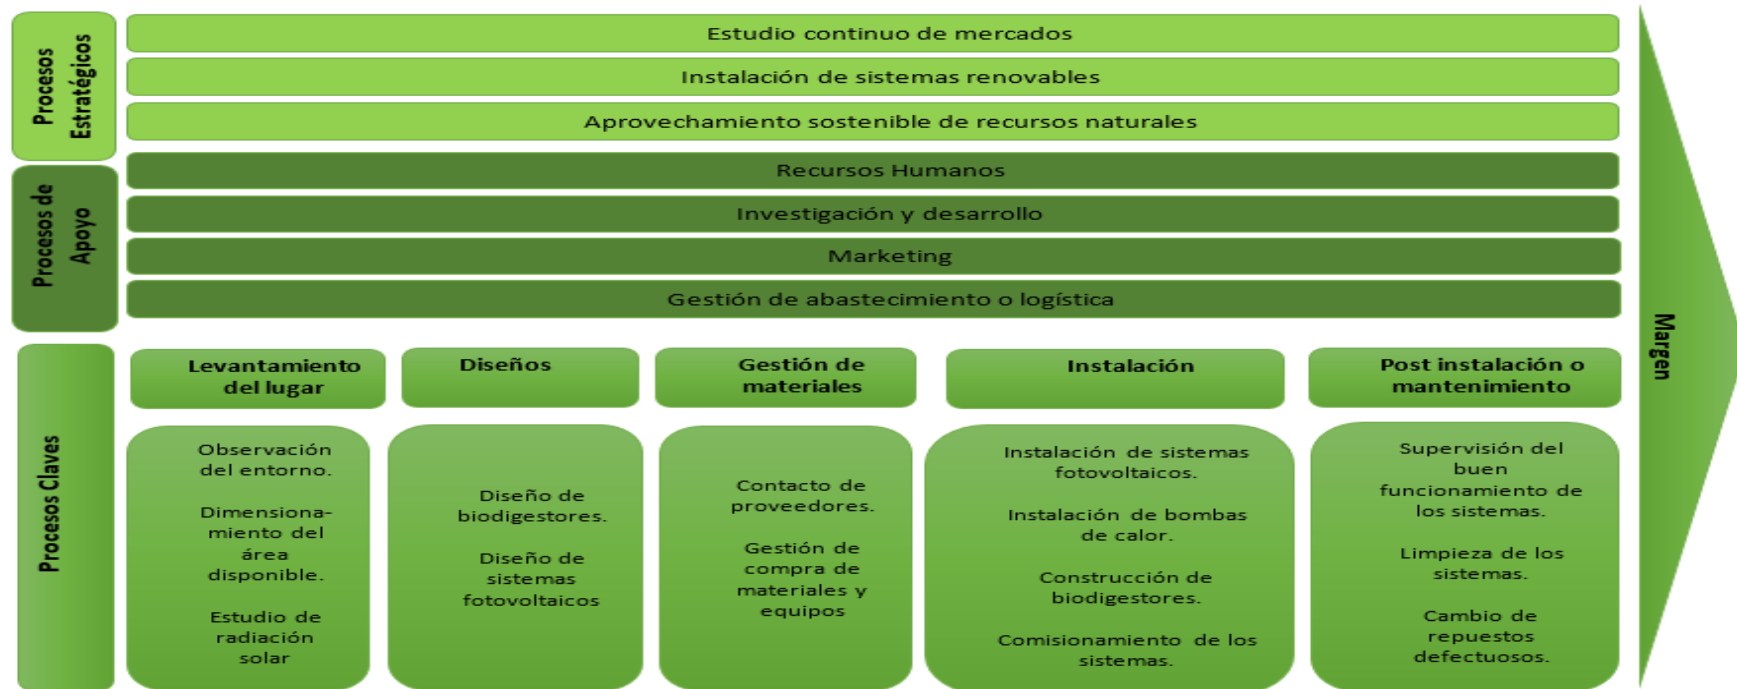 Procesos
Estratégicos
Estudio continuo de mercados
Instalación de sistemas renovables
Aprovechamiento sostenible de recursos naturales
Procesos de
Apoyo
Recursos Humanos
Investigación y desarrollo
Marketing
Gestión de abastecimiento o logística
Procesos Claves
Levantamiento
del lugar
Observación
del entorno.
Dimensiona-
miento del
área
disponible.
Estudio de
radiación
solar
Diseños
Diseño de
biodigestores.
Diseño de
sistemas
fotovoltaicos
Gestión de
materiales
Contacto de
proveedores.
Gestión de
compra de
materiales y
equipos
Instalación
Instalación de sistemas
fotovoltaicos.
Instalación de bombas
de calor.
Construcción de
biodigestores.
Comisionamiento de los
sistemas.
Post instalación o
mantenimiento
Supervisión del
buen
funcionamiento de
los sistemas.
Limpieza de los
sistemas.
Cambio de
repuestos
defectuosos.
Margen